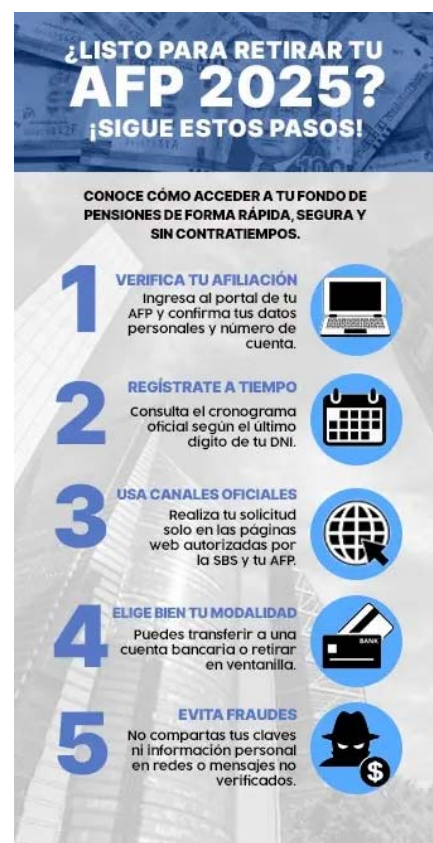 ¿LISTO PARA RETIRAR TU
AFP 2025?
¡SIGUE ESTOS PASOS!
CONOCE CÓMO ACCEDER A TU FONDO DE
PENSIONES DE FORMA RÁPIDA, SEGURA Y
SIN CONTRATIEMPOS.
1
VERIFICA TU AFILIACIÓN
Ingresa al portal de tu
AFP y confirma tus datos
personales y número de
cuenta.
2
REGÍSTRATE A TIEMPO
Consulta el cronograma
oficial según el último
dígito de tu DNI.
3
USA CANALES OFICIALES
Realiza tu solicitud
solo en las páginas
web autorizadas por
la SBS y tu AFP.
4
ELIGE BIEN TU MODALIDAD
Puedes transferir a una
cuenta bancaria o retirar
en ventanilla.
BANK
5
EVITA FRAUDES
No compartas tus claves
ni información personal
en redes o mensajes no
verificados.
$